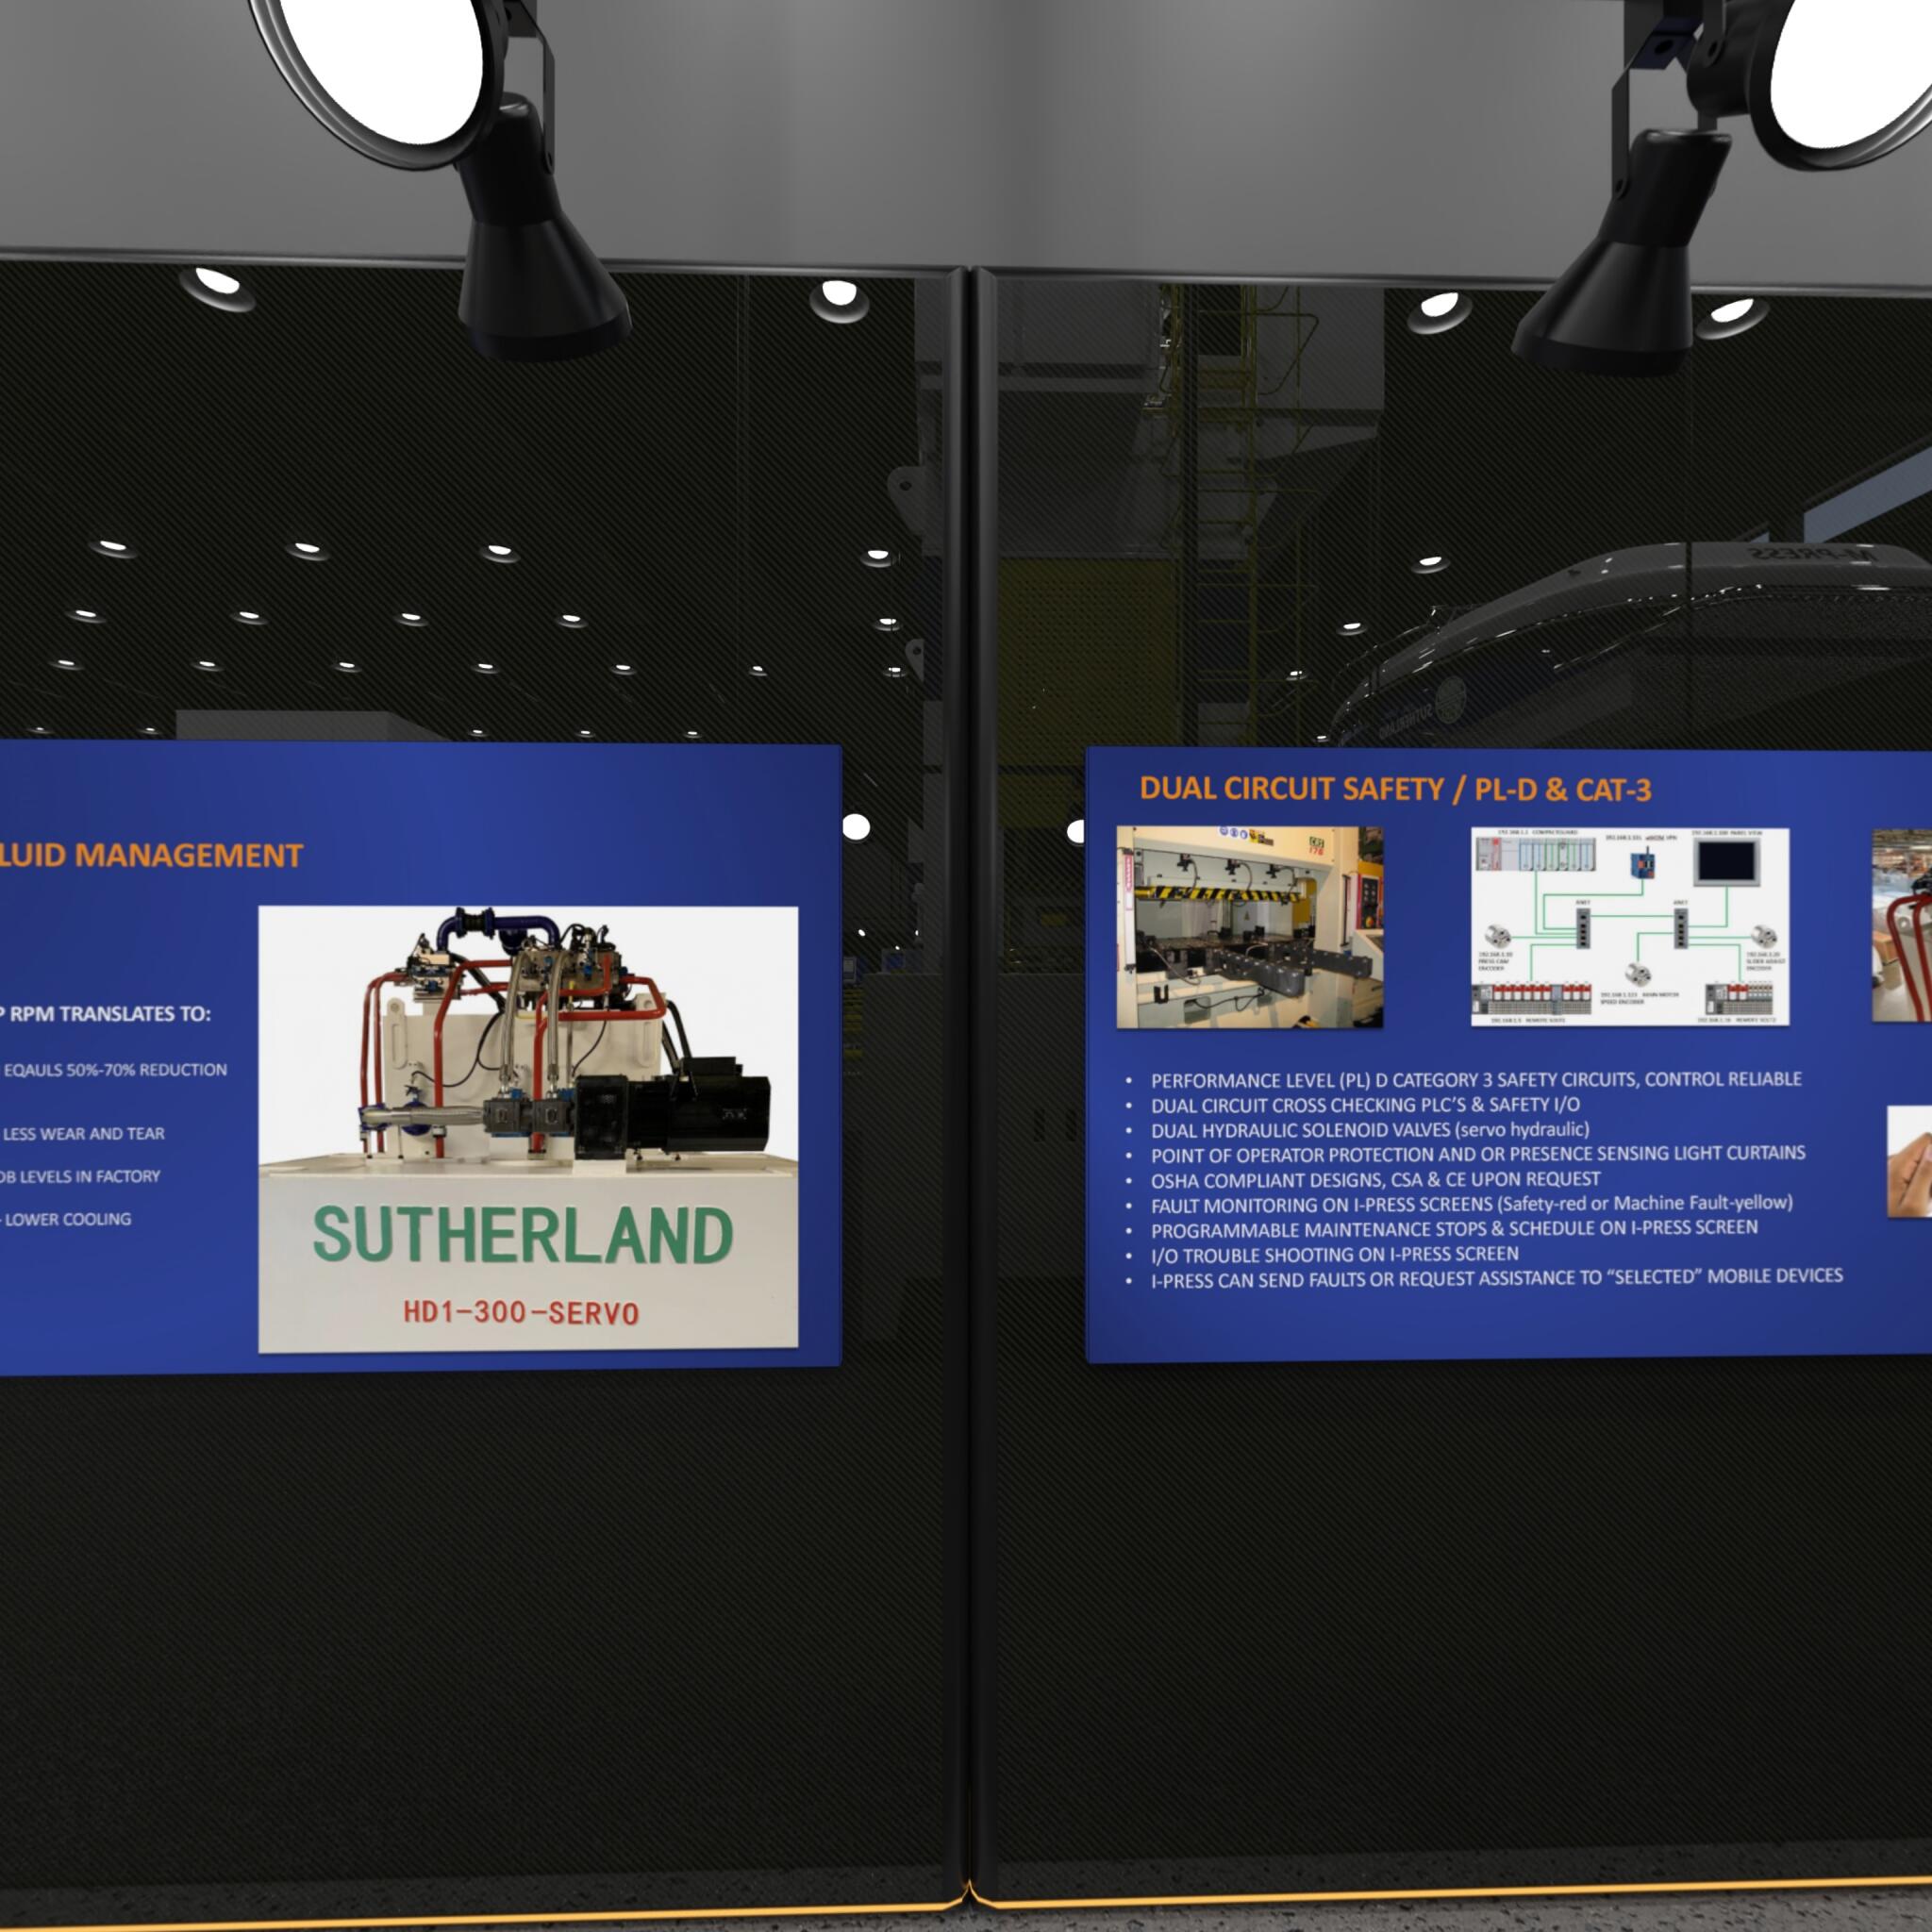 LUID MANAGEMENT
P RPM TRANSLATES TO:
EQAULS 50%-70% REDUCTION
LESS WEAR AND TEAR
DB LEVELS IN FACTORY
- LOWER COOLING
SUTHERLAND
HD1-300-SERVO
DUAL CIRCUIT SAFETY / PL-D & CAT-3
• PERFORMANCE LEVEL (PL) D CATEGORY 3 SAFETY CIRCUITS, CONTROL RELIABLE
• DUAL CIRCUIT CROSS CHECKING PLC'S & SAFETY I/O
• DUAL HYDRAULIC SOLENOID VALVES (servo hydraulic)
• POINT OF OPERATOR PROTECTION AND OR PRESENCE SENSING LIGHT CURTAINS
• OSHA COMPLIANT DESIGNS, CSA & CE UPON REQUEST
• FAULT MONITORING ON I-PRESS SCREENS (Safety-red or Machine Fault-yellow)
• PROGRAMMABLE MAINTENANCE STOPS & SCHEDULE ON I-PRESS SCREEN
• I/O TROUBLE SHOOTING ON I-PRESS SCREEN
• I-PRESS CAN SEND FAULTS OR REQUEST ASSISTANCE TO “SELECTED” MOBILE DEVICES